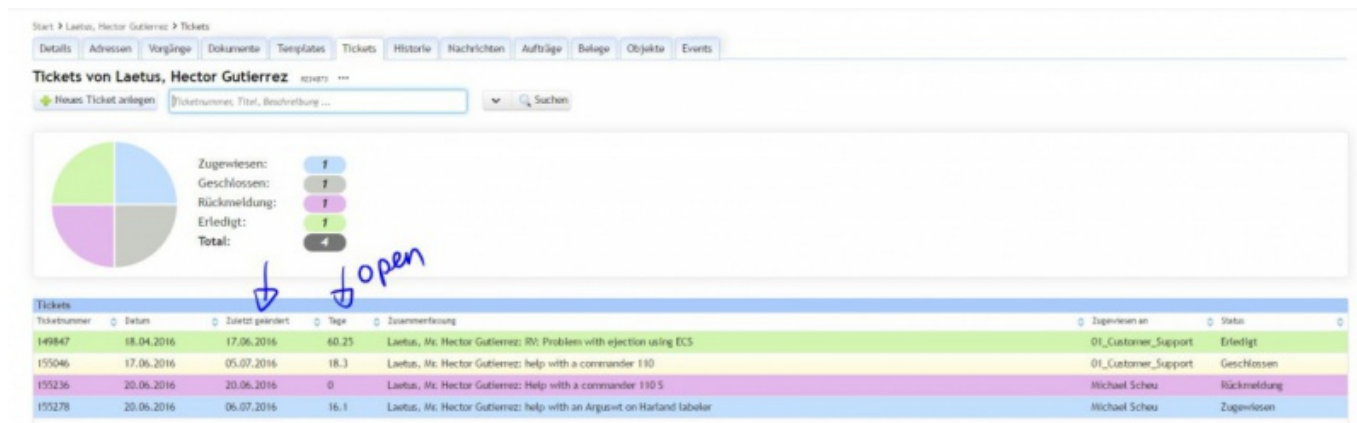 Start > Laetus, Hector Gutierrez > Tickets
Details Adressen Vorgänge Dokumente Templates Tickets Historie Nachrichten Aufträge Belege Objekte Events
Tickets von Laetus, Hector Gutierrez ...
Neues Ticket anlegen Ticketnummer, Titel, Beschreibung ... Suchen
Zugewiesen: 1
Geschlossen: 1
Rückmeldung: 1
Erledigt: 1
Total: 4
open
Tickets
Ticketnummer Datum Zuletzt geändert Tage Zusammenfassung Zugewiesen an Status
149847 18.04.2016 17.06.2016 60.25 Laetus, Mr. Hector Gutierrez: RV: Problem with ejection using ECS 01_Customer_Support Erledigt
155046 17.06.2016 05.07.2016 18.3 Laetus, Mr. Hector Gutierrez: help with a commander 110 01_Customer_Support Geschlossen
155236 20.06.2016 20.06.2016 0 Laetus, Mr. Hector Gutierrez: Help with a commander 110 S Michael Scheu Rückmeldung
155278 20.06.2016 06.07.2016 16.1 Laetus, Mr. Hector Gutierrez: help with an Arguswt on Harland labeler Michael Scheu Zugewiesen